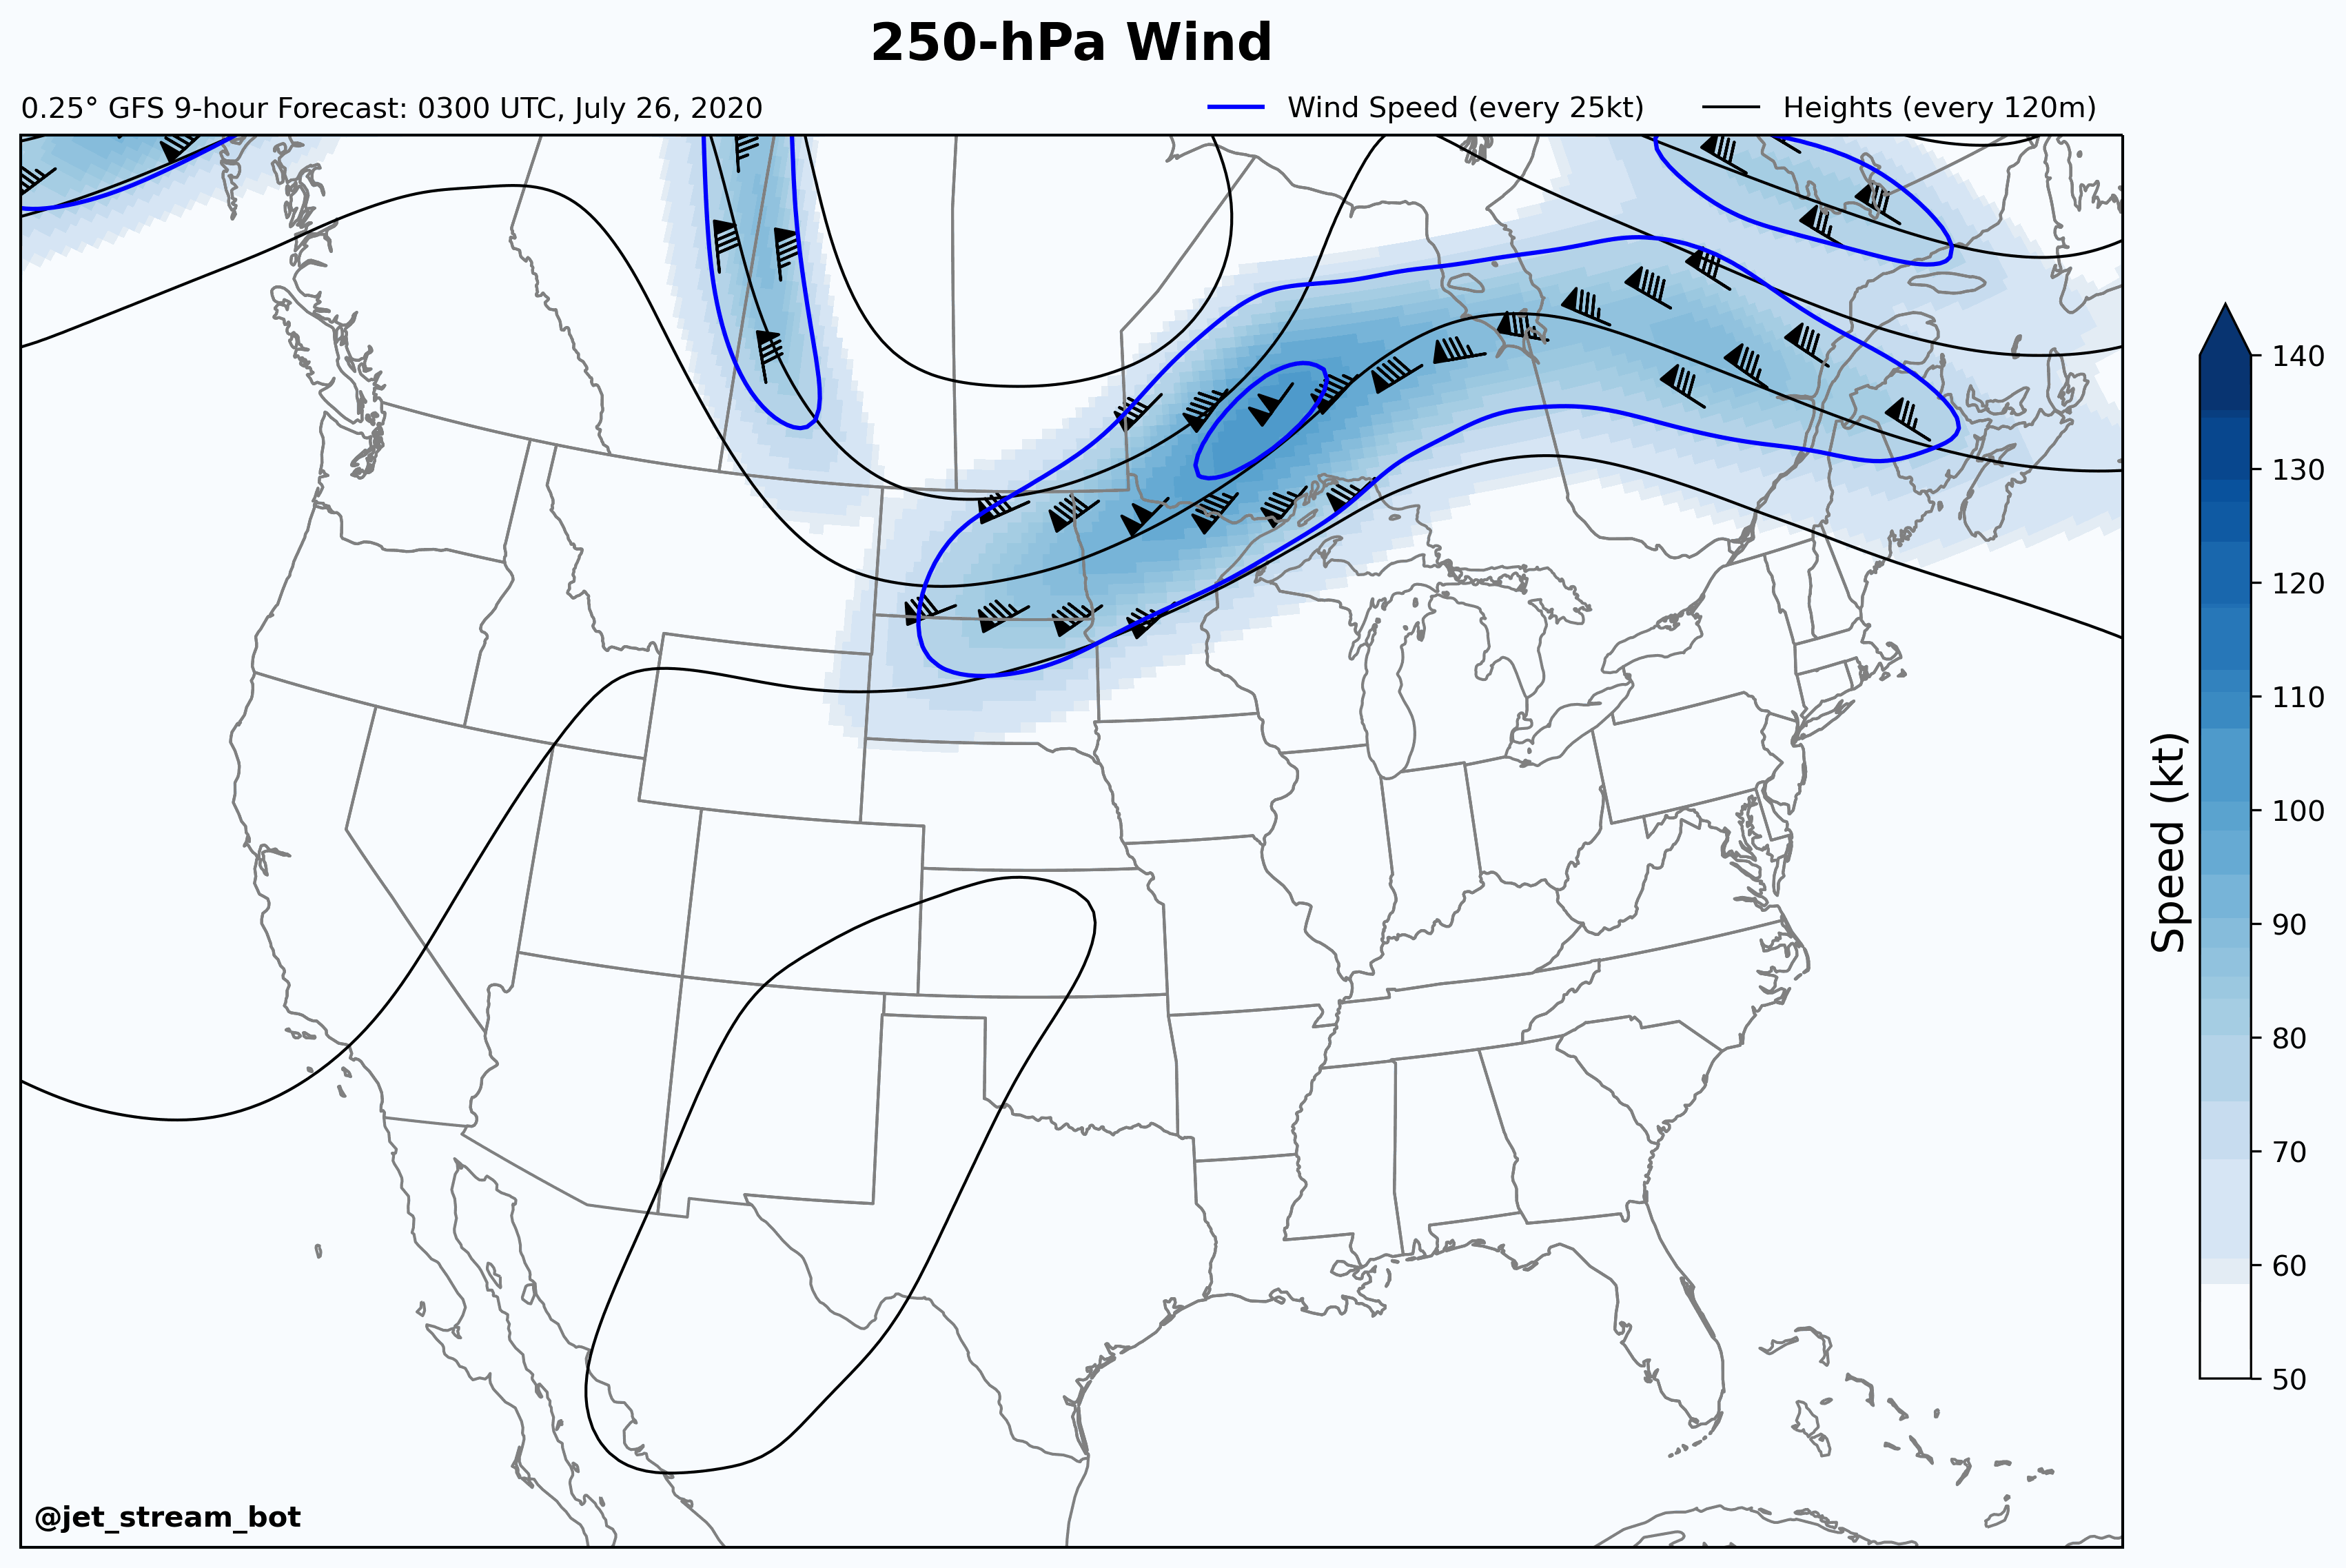 250-hPa Wind
0.25° GFS 9-hour Forecast: 0300 UTC, July 26, 2020
Wind Speed (every 25kt)
Heights (every 120m)
140
130
120
110
100
90
80
70
60
50
Speed (kt)
@jet_stream_bot